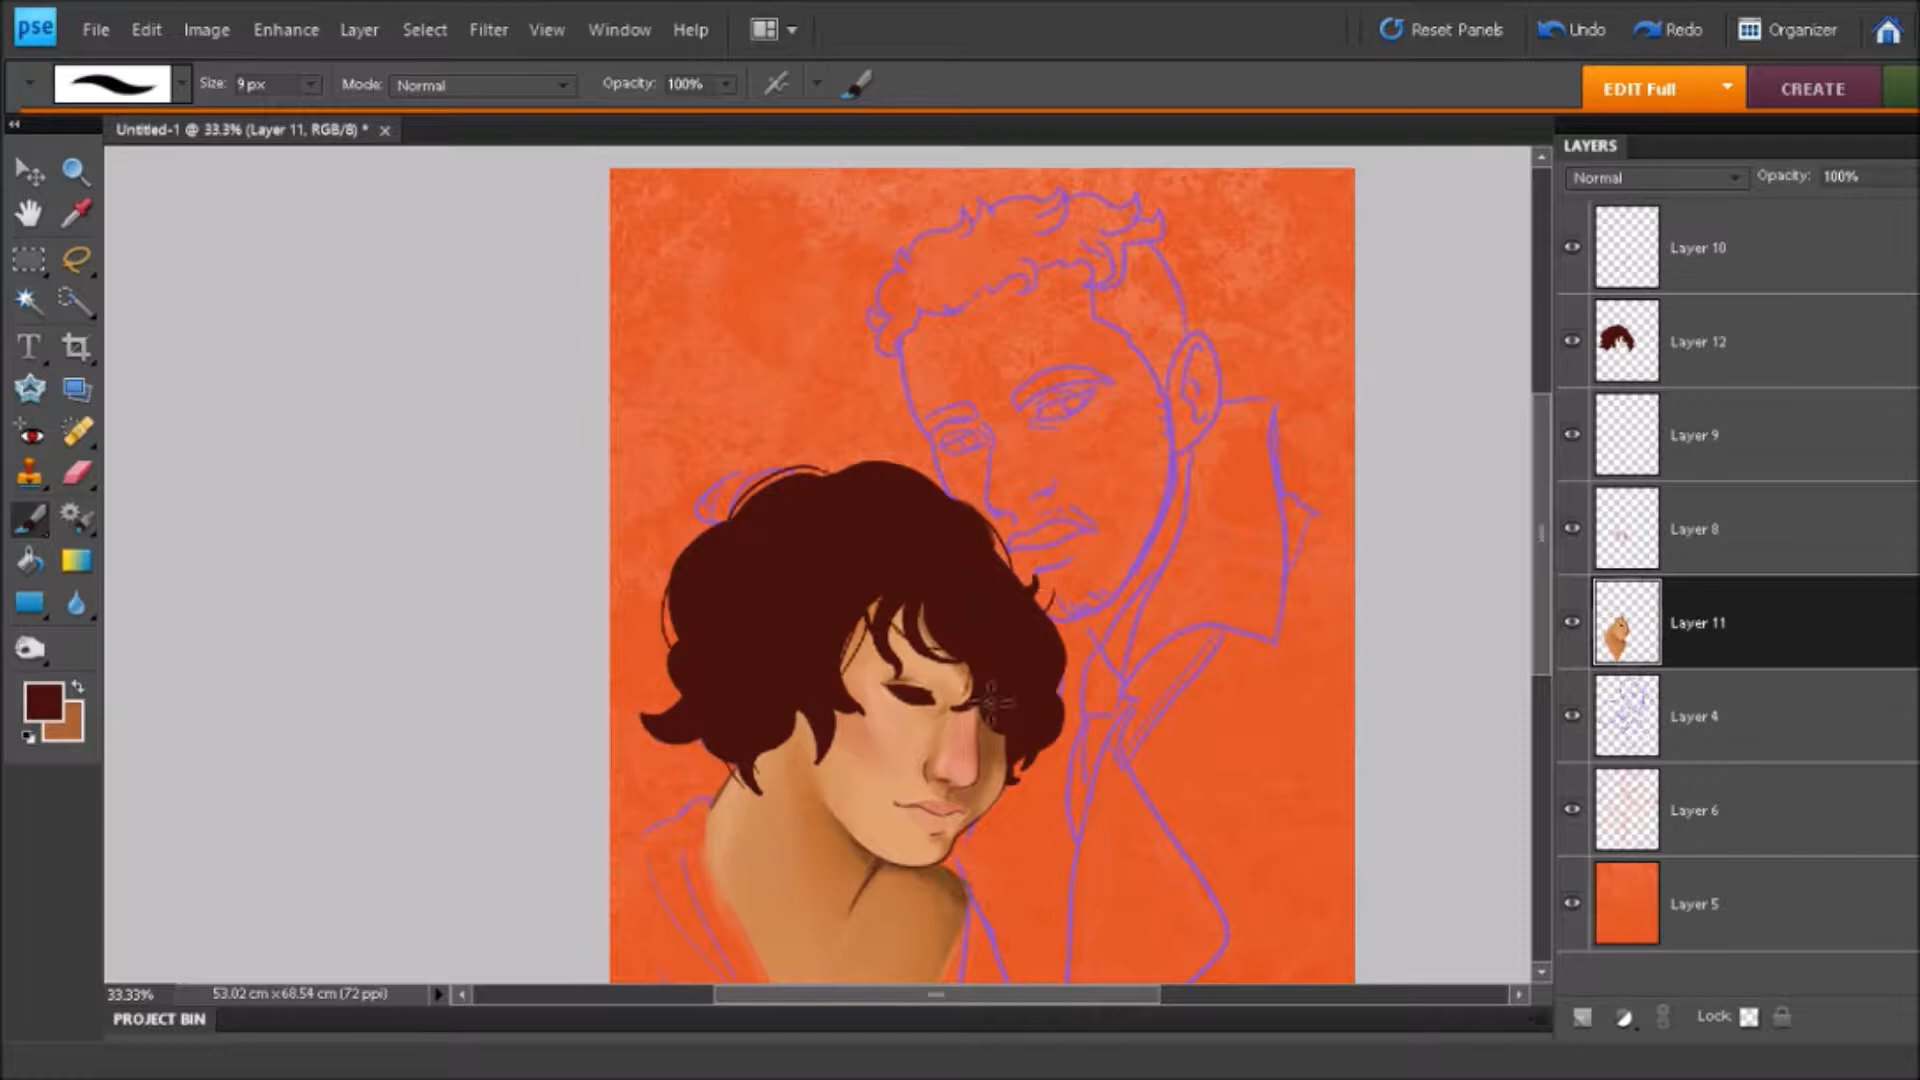 pse File Edit Image Enhance Layer Select Filter View Window Help Reset Panels Undo Redo Organizer
Size: 9 px Mode: Normal Opacity: 100% EDIT Full CREATE
Untitled-1 @ 33.3% (Layer 11, RGB/8) *
LAYERS
Normal Opacity: 100%
Layer 10
Layer 12
Layer 9
Layer 8
Layer 11
Layer 4
Layer 6
Layer 5
33.33% 53.02 cm x 68.54 cm (72 ppi)
Lock:
PROJECT BIN